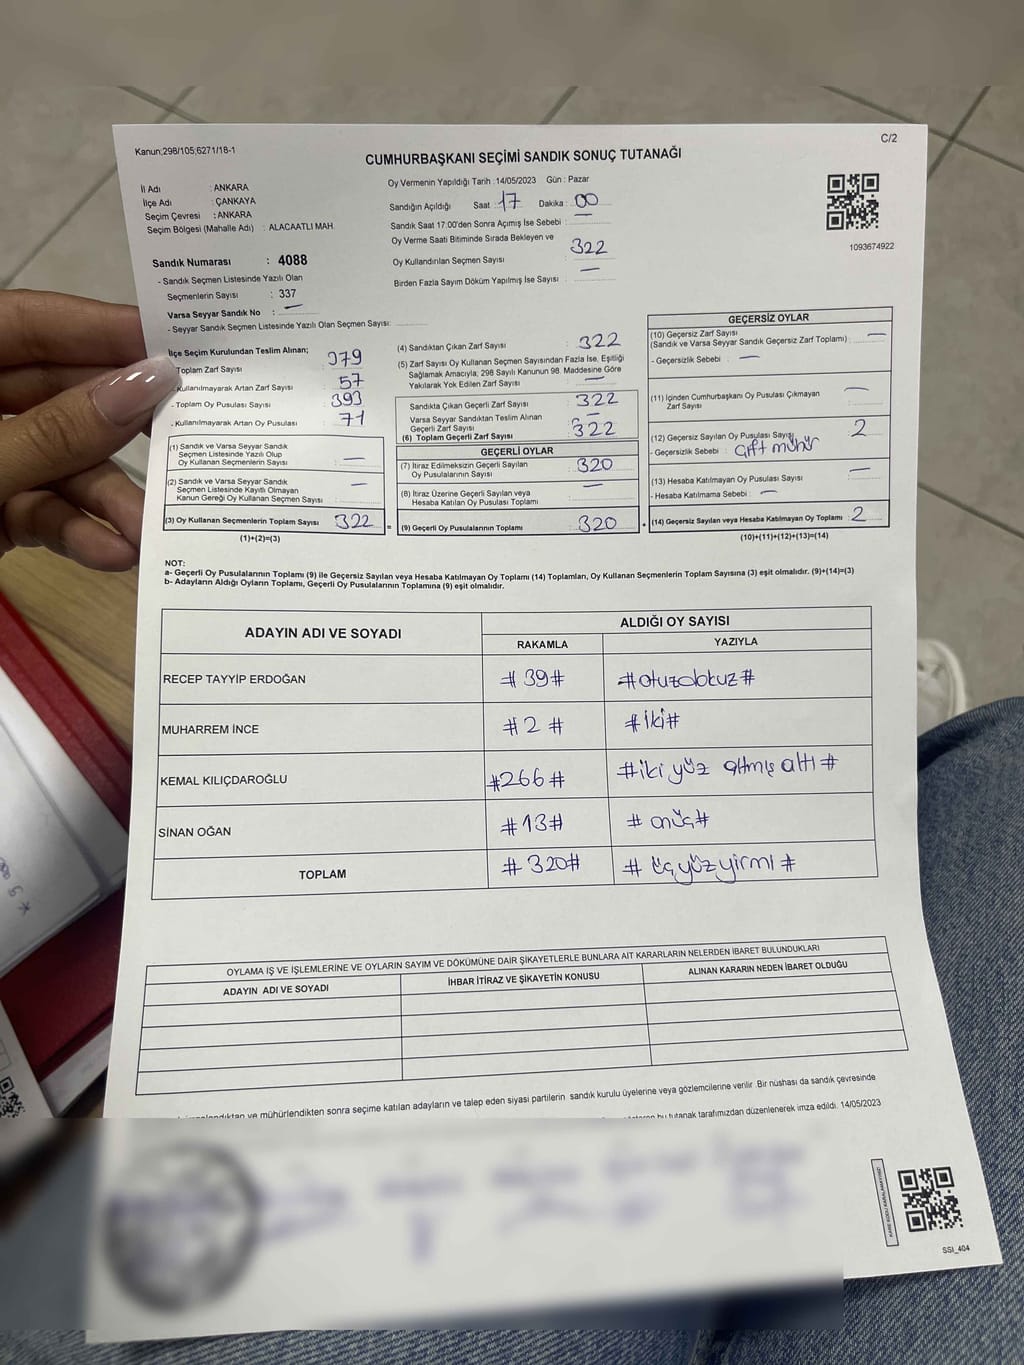 Kanun;298/105;6271/18-1
C/2
CUMHURBAŞKANI SEÇİMİ SANDIK SONUÇ TUTANAĞI
İl Adı : ANKARA
İlçe Adı : ÇANKAYA
Seçim Çevresi : ANKARA
Seçim Bölgesi (Mahalle Adı) : ALACAATLI MAH.
Sandık Numarası : 4088
- Sandık Seçmen Listesinde Yazılı Olan
Seçmenlerin Sayısı : 337
Varsa Seyyar Sandık No : —
- Seyyar Sandık Seçmen Listesinde Yazılı Olan Seçmen Sayısı:
Oy Vermenin Yapıldığı Tarih :14/05/2023 Gün : Pazar
Sandığın Açıldığı Saat : 17 Dakika : 00
Sandık Saat 17:00'den Sonra Açımış İse Sebebi : —
Oy Verme Saati Bitiminde Sırada Bekleyen ve
Oy Kullandırılan Seçmen Sayısı : 322
Birden Fazla Sayım Döküm Yapılmış İse Sayısı : —
1093674922
İlçe Seçim Kurulundan Teslim Alınan;
Toplam Zarf Sayısı 379
Kullanılmayarak Artan Zarf Sayısı 57
- Toplam Oy Pusulası Sayısı 393
- Kullanılmayarak Artan Oy Pusulası 71
(1) Sandık ve Varsa Seyyar Sandık
Seçmen Listesinde Yazılı Olup
Oy Kullanan Seçmenlerin Sayısı : —
(2) Sandık ve Varsa Seyyar Sandık
Seçmen Listesinde Kayıtlı Olmayan
Kanun Gereği Oy Kullanan Seçmen Sayısı : —
(3) Oy Kullanan Seçmenlerin Toplam Sayısı : 322
(1)+(2)=(3)
(4) Sandıktan Çıkan Zarf Sayısı : 322
(5) Zarf Sayısı Oy Kullanan Seçmen Sayısından Fazla İse, Eşitliği
Sağlamak Amacıyla; 298 Sayılı Kanunun 98. Maddesine Göre
Yakılarak Yok Edilen Zarf Sayısı : —
Sandıkta Çıkan Geçerli Zarf Sayısı : 322
Varsa Seyyar Sandıktan Teslim Alınan
Geçerli Zarf Sayısı : —
(6) Toplam Geçerli Zarf Sayısı : 322
GEÇERLİ OYLAR
(7) İtiraz Edilmeksizin Geçerli Sayılan
Oy Pusulalarının Sayısı : 320
(8) İtiraz Üzerine Geçerli Sayılan veya
Hesaba Katılan Oy Pusulası Toplamı : —
= (9) Geçerli Oy Pusulalarının Toplamı : 320
GEÇERSİZ OYLAR
(10) Geçersiz Zarf Sayısı
(Sandık ve Varsa Seyyar Sandık Geçersiz Zarf Toplamı) : —
- Geçersizlik Sebebi : —
(11) İçinden Cumhurbaşkanı Oy Pusulası Çıkmayan
Zarf Sayısı —
(12) Geçersiz Sayılan Oy Pusulası Sayısı 2
- Geçersizlik Sebebi : çift mühür
(13) Hesaba Katılmayan Oy Pusulası Sayısı : —
- Hesaba Katılmama Sebebi : —
+ (14) Geçersiz Sayılan veya Hesaba Katılmayan Oy Toplamı : 2
(10)+(11)+(12)+(13)=(14)
NOT:
a- Geçerli Oy Pusulalarının Toplamı (9) ile Geçersiz Sayılan veya Hesaba Katılmayan Oy Toplamı (14) Toplamları, Oy Kullanan Seçmenlerin Toplam Sayısına (3) eşit olmalıdır. (9)+(14)=(3)
b- Adayların Aldığı Oyların Toplamı, Geçerli Oy Pusulalarının Toplamına (9) eşit olmalıdır.
ADAYIN ADI VE SOYADI
ALDIĞI OY SAYISI
RAKAMLA YAZIYLA
RECEP TAYYİP ERDOĞAN #39# #otuzdokuz#
MUHARREM İNCE #2# #iki#
KEMAL KILIÇDAROĞLU #266# #iki yüz altmış altı#
SİNAN OĞAN #13# #onüç#
TOPLAM #320# #üçyüzyirmi#
OYLAMA İŞ VE İŞLEMLERİNE VE OYLARIN SAYIM VE DÖKÜMÜNE DAİR ŞİKAYETLERLE BUNLARA AİT KARARLARIN NELERDEN İBARET BULUNDUKLARI
ADAYIN ADI VE SOYADI İHBAR İTİRAZ VE ŞİKAYETİN KONUSU ALINAN KARARIN NEDEN İBARET OLDUĞU
ve mühürlendikten sonra seçime katılan adayların ve talep eden siyasi partilerin sandık kurulu üyelerine veya gözlemcilerine verilir. Bir nüshası da sandık çevresinde
bu tutanak tarafımızdan düzenlenerek imza edildi. 14/05/2023
SSI_404